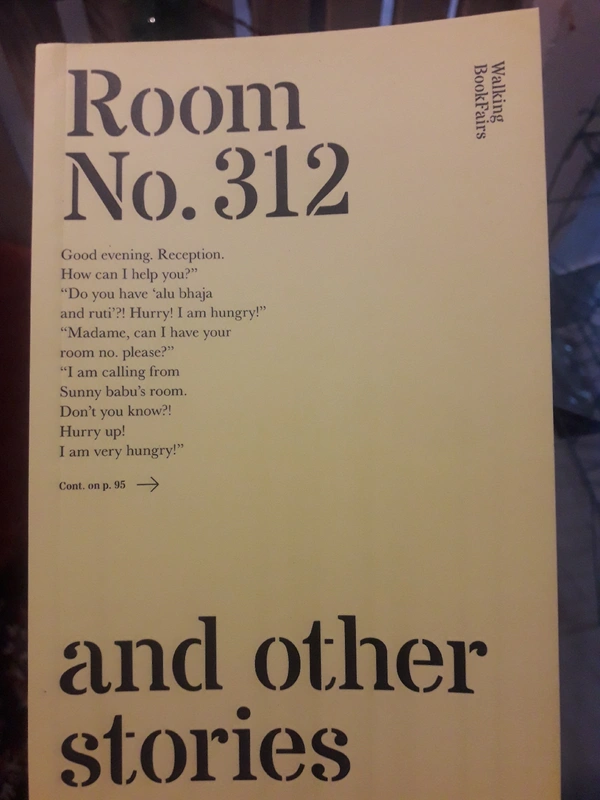 Room
No. 312
Walking
BookFairs
Good evening. Reception.
How can I help you?”
“Do you have ‘alu bhaja
and ruti’?! Hurry! I am hungry!”
“Madame, can I have your
room no. please?”
“I am calling from
Sunny babu’s room.
Don’t you know?!
Hurry up!
I am very hungry!”
Cont. on p. 95 →
and other
stories